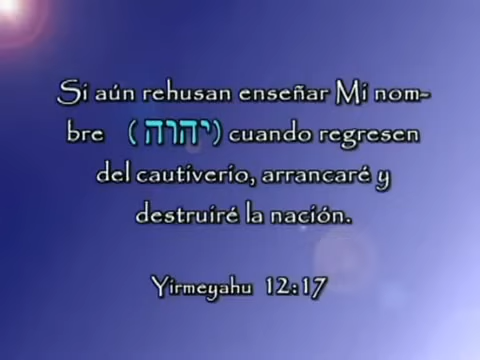 Si aún rehusan enseñar Mi nom-
bre (יהוה) cuando regresen
del cautiverio, arrancaré y
destruiré la nación.
Yirmeyahu 12:17